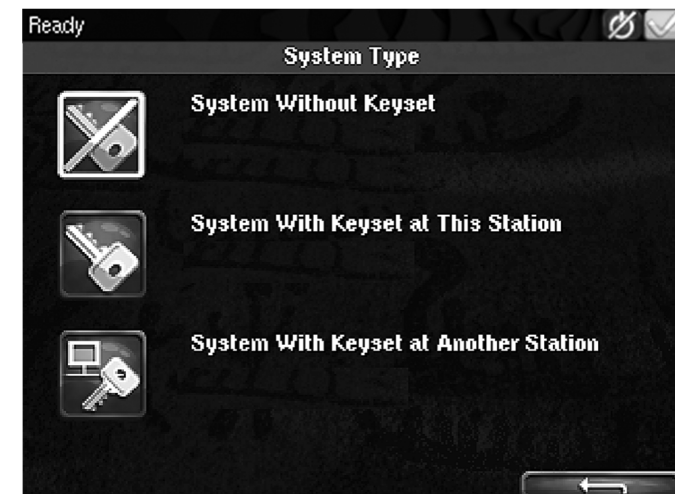 Ready
System Type
System Without Keyset
System With Keyset at This Station
System With Keyset at Another Station